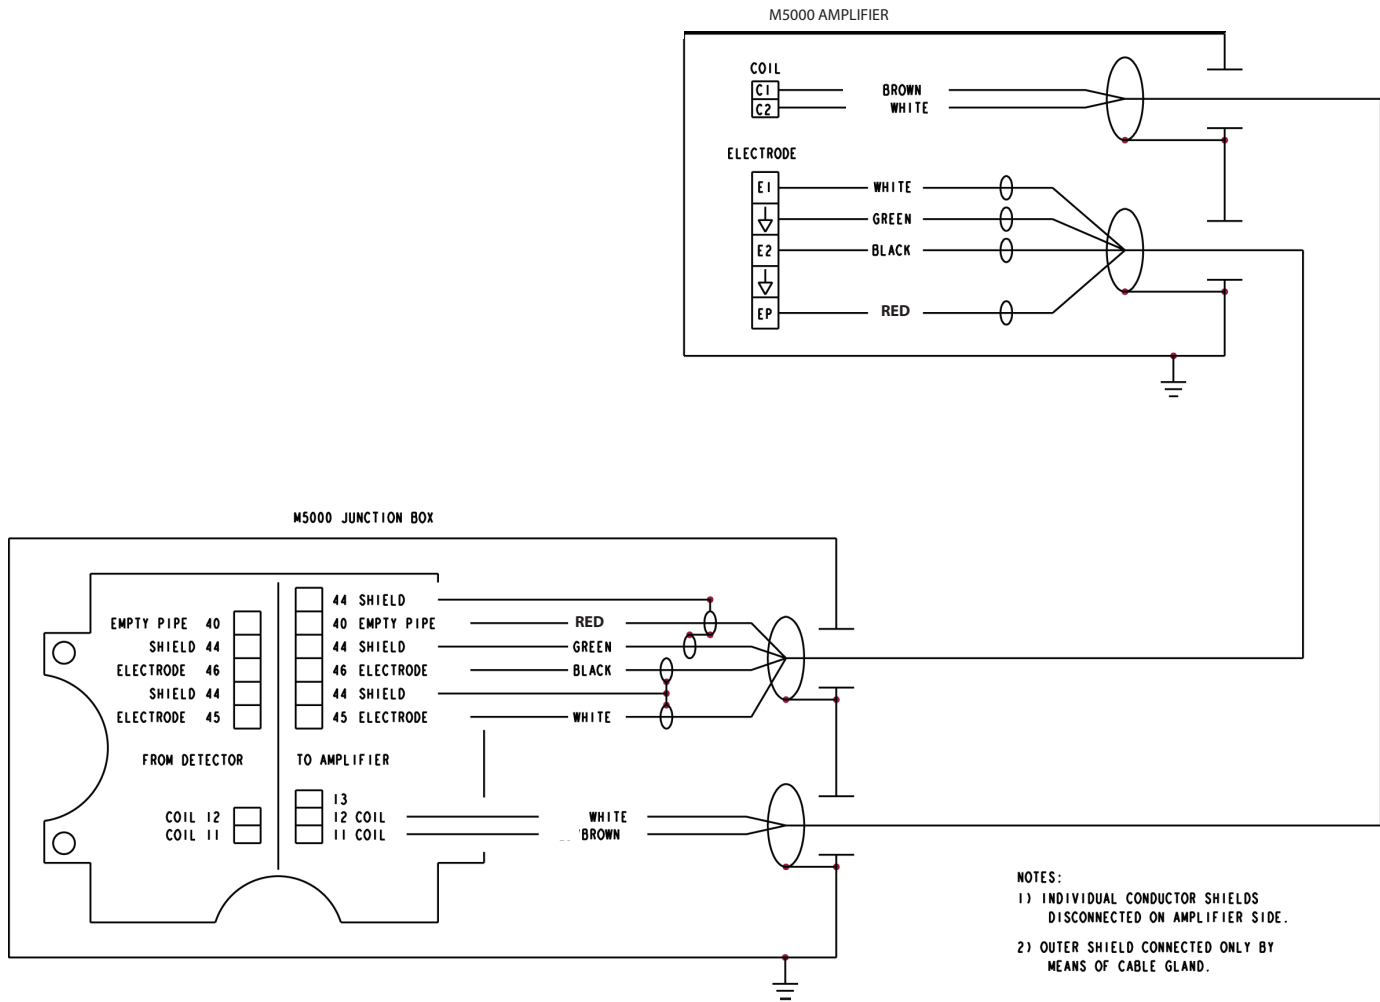 M5000 AMPLIFIER
COIL
C1
BROWN
C2
WHITE
ELECTRODE
E1
WHITE
GREEN
E2
BLACK
EP
RED
M5000 JUNCTION BOX
44 SHIELD
EMPTY PIPE 40
40 EMPTY PIPE
RED
SHIELD 44
44 SHIELD
GREEN
ELECTRODE 46
46 ELECTRODE
BLACK
SHIELD 44
44 SHIELD
ELECTRODE 45
45 ELECTRODE
WHITE
FROM DETECTOR
TO AMPLIFIER
13
COIL 12
12 COIL
WHITE
COIL 11
11 COIL
BROWN
NOTES:
1) INDIVIDUAL CONDUCTOR SHIELDS
DISCONNECTED ON AMPLIFIER SIDE.
2) OUTER SHIELD CONNECTED ONLY BY
MEANS OF CABLE GLAND.